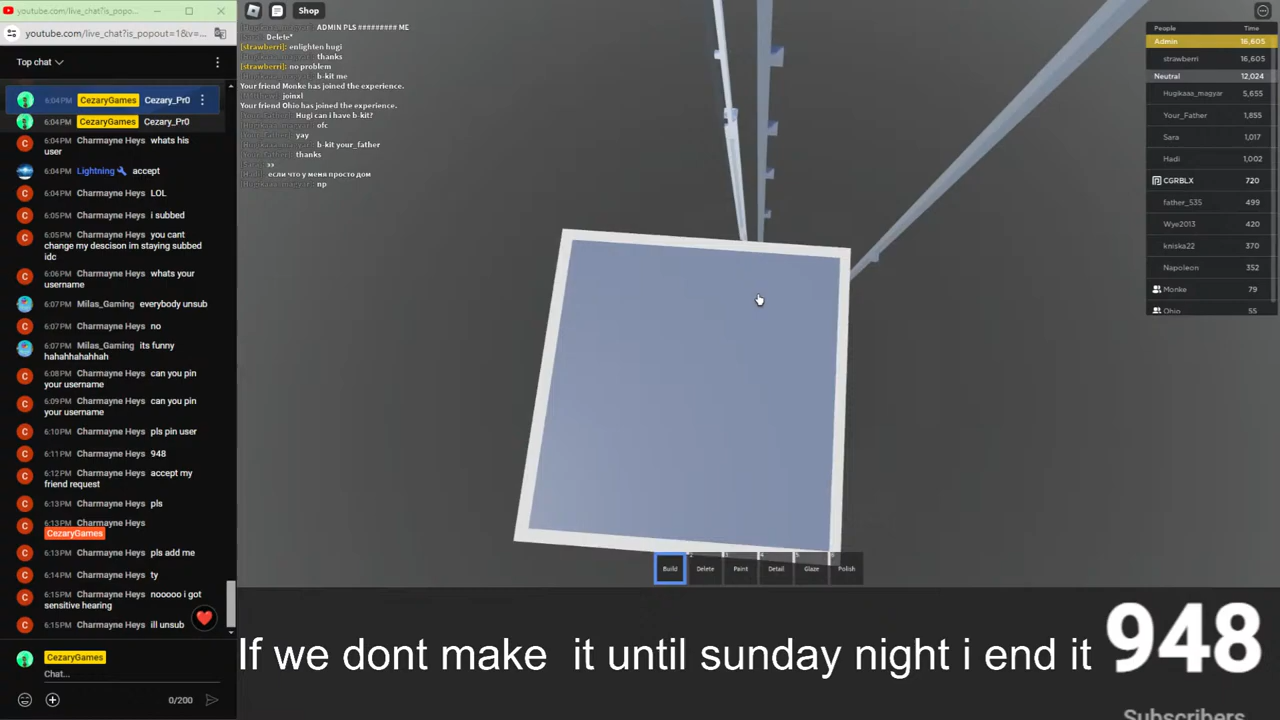 youtube.com/live_chat?is_popo...
youtube.com/live_chat?is_popout=1&v=...
Top chat
6:04PM CezaryGames Cezary_Pr0
6:04PM CezaryGames Cezary_Pr0
6:04PM Charmayne Heys whats his
user
6:04PM Lightning accept
6:04PM Charmayne Heys LOL
6:05PM Charmayne Heys i subbed
6:05PM Charmayne Heys you cant
change my descison im staying subbed
idc
6:06PM Charmayne Heys whats your
username
6:07PM Milas_Gaming everybody unsub
6:07PM Charmayne Heys no
6:07PM Milas_Gaming its funny
hahahhahahhah
6:08PM Charmayne Heys can you pin
your username
6:09PM Charmayne Heys can you pin
your username
6:10PM Charmayne Heys pls pin user
6:11PM Charmayne Heys 948
6:12PM Charmayne Heys accept my
friend request
6:13PM Charmayne Heys pls
6:13PM Charmayne Heys
CezaryGames
6:13PM Charmayne Heys pls add me
6:14PM Charmayne Heys ty
6:15PM Charmayne Heys nooooo i got
sensitive hearing
6:15PM Charmayne Heys ill unsub
CezaryGames
Chat...
0/200
Shop
ADMIN PLS ######### ME
Delete"
[strawberri]: enlighten hugi
thanks
[strawberri]: no problem
b-kit me
Your friend Monke has joined the experience.
joinx!
Your friend Ohio has joined the experience.
Hugi can i have b-kit?
ofc
yay
b-kit your_father
thanks
>>
если что у меня просто дом
np
People Time
Admin 16,605
strawberri 16,605
Neutral 12,024
Hugikaaa_magyar 5,655
Your_Father 1,855
Sara 1,017
Hadi 1,002
CGRBLX 720
father_535 499
Wye2013 420
kniska22 370
Napoleon 352
Monke 79
Ohio 55
Build Delete Paint Detail Glaze Polish
If we dont make it until sunday night i end it
948
Subscribers